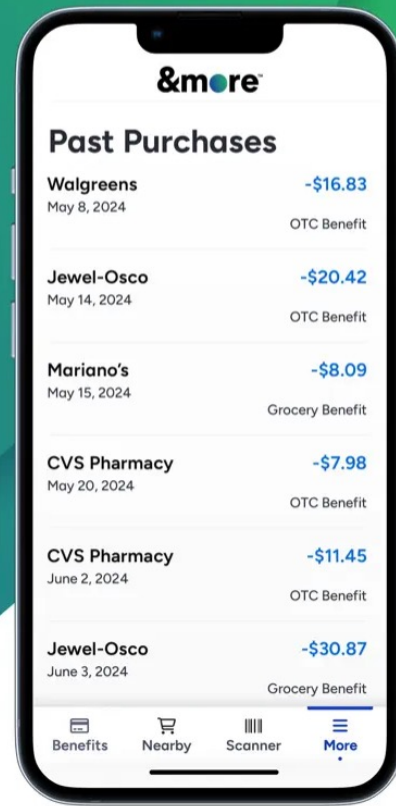 &more™
Past Purchases
Walgreens -$16.83
May 8, 2024
OTC Benefit
Jewel-Osco -$20.42
May 14, 2024
OTC Benefit
Mariano's -$8.09
May 15, 2024
Grocery Benefit
CVS Pharmacy -$7.98
May 20, 2024
OTC Benefit
CVS Pharmacy -$11.45
June 2, 2024
OTC Benefit
Jewel-Osco -$30.87
June 3, 2024
Grocery Benefit
Benefits Nearby Scanner More